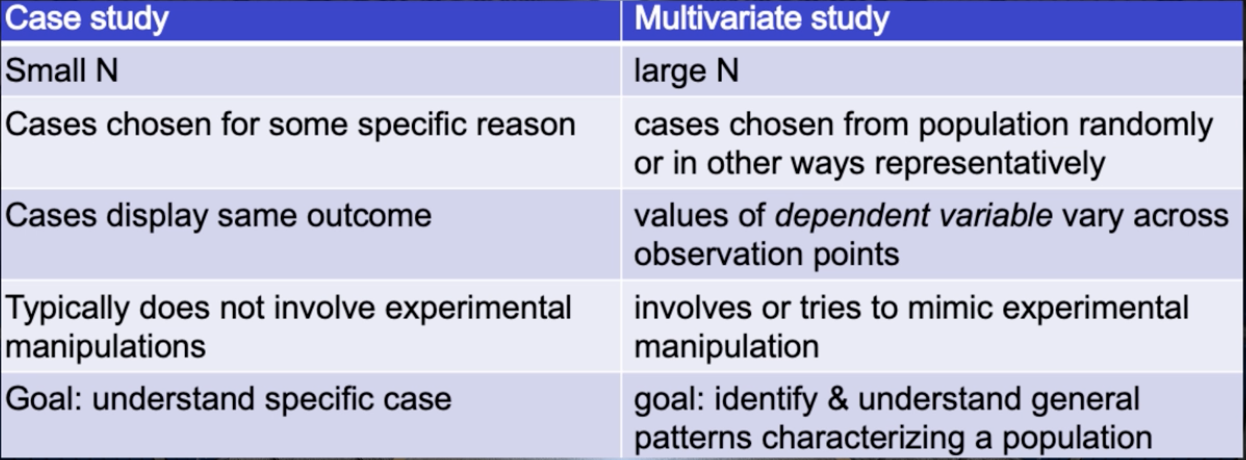 Case study
Multivariate study
Small N
large N
Cases chosen for some specific reason
cases chosen from population randomly
or in other ways representatively
Cases display same outcome
values of dependent variable vary across
observation points
Typically does not involve experimental
manipulations
involves or tries to mimic experimental
manipulation
Goal: understand specific case
goal: identify & understand general
patterns characterizing a population